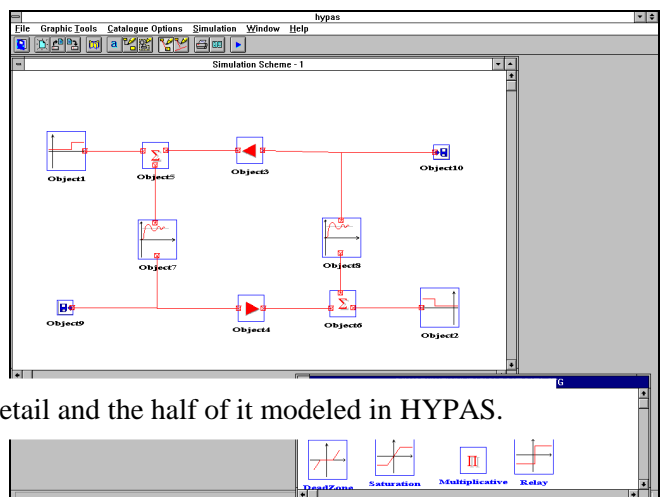 hypas
File Graphic Tools Catalogue Options Simulation Window Help
a
Simulation Scheme - 1
Σ
Object1
Object5
Object3
Object10
Object7
Object8
Σ
Object9
Object4
Object6
Object2
G
etail and the half of it modeled in HYPAS.
Π
DeadZone Saturation Multiplicative Relay